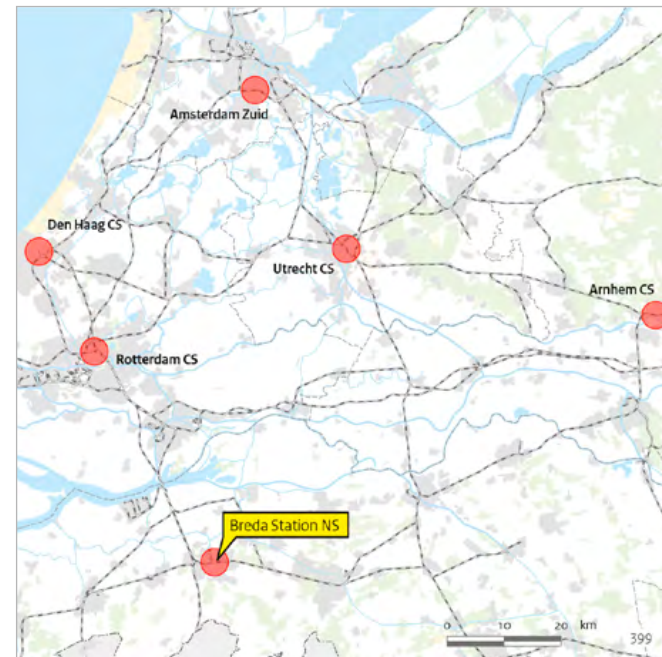 Amsterdam Zuid
Den Haag CS
Utrecht CS
Arnhem CS
Rotterdam CS
Breda Station NS
0 10 20 km
399